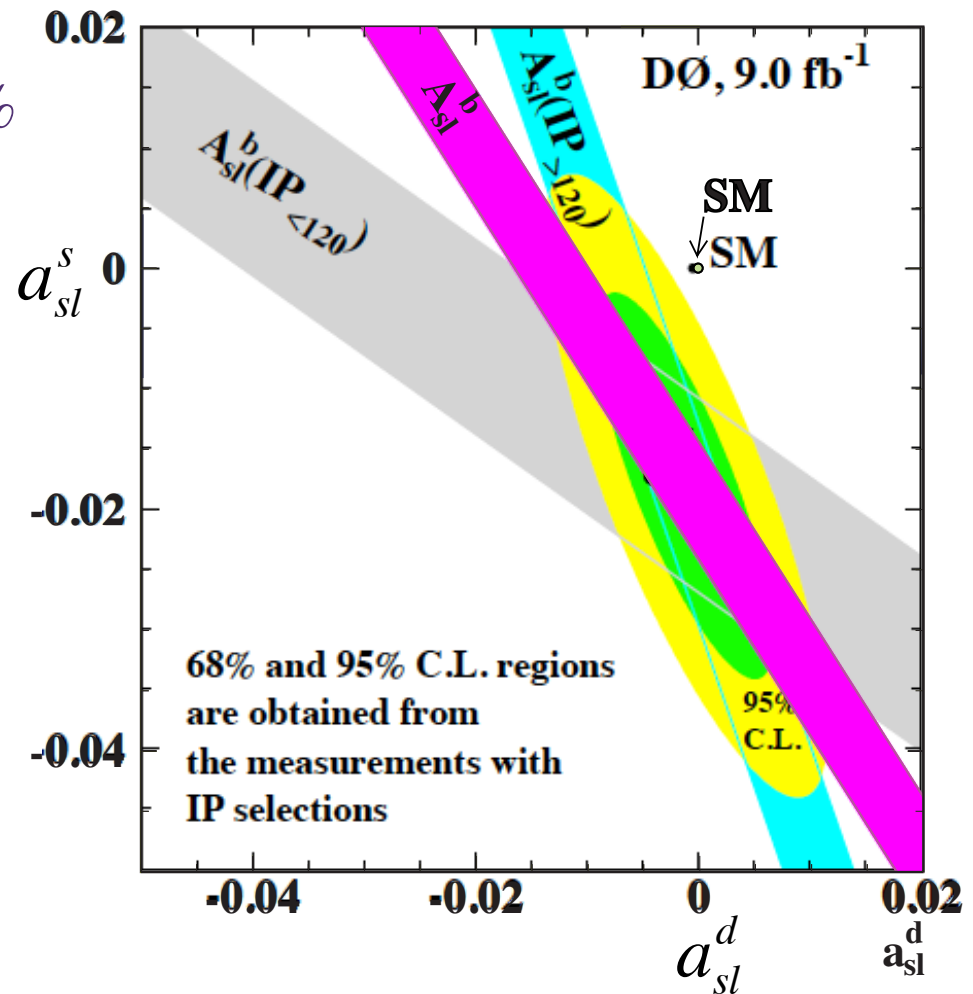 0.02
%
DØ, 9.0 fb-1
A_sl^b
A_sl^b(IP>120)
A_sl^b(IP<120)
SM
SM
a_sl^s
0
-0.02
-0.04
68% and 95% C.L. regions
are obtained from
the measurements with
IP selections
95%
C.L.
-0.04
-0.02
0
0.02
a_sl^d
a_sl^d